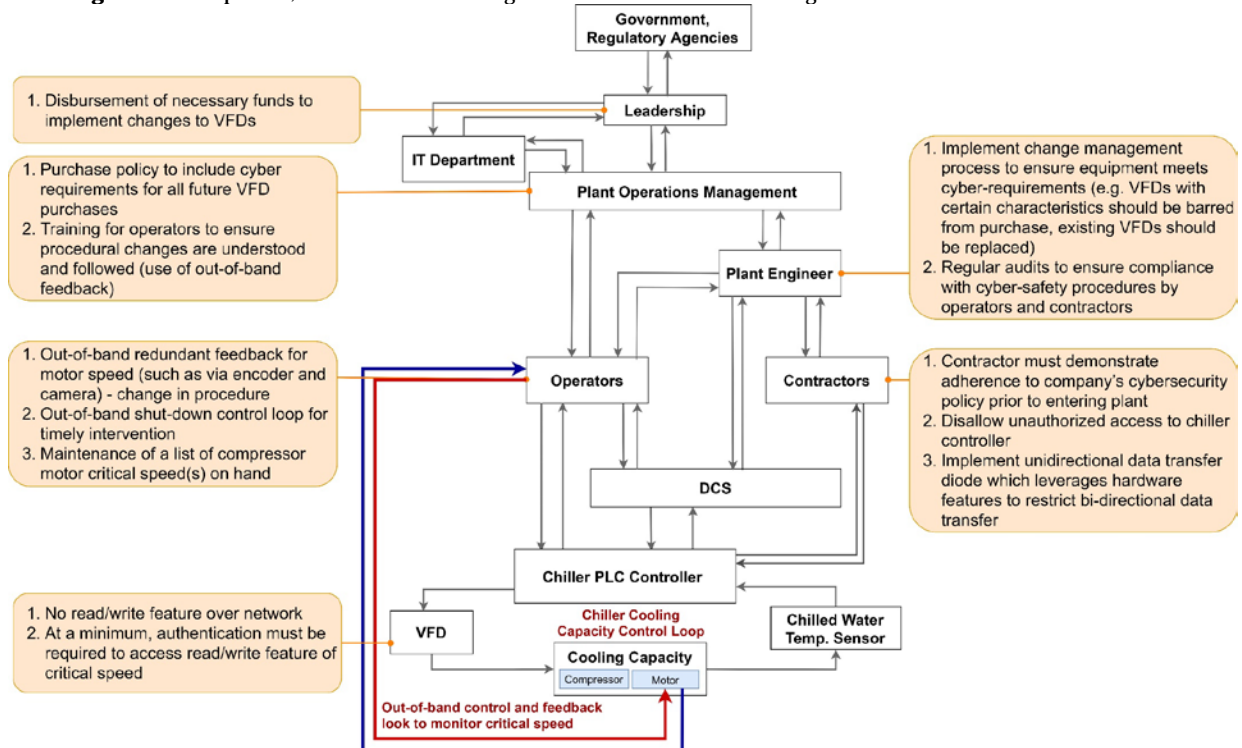 Government,
Regulatory Agencies
1. Disbursement of necessary funds to
implement changes to VFDs
Leadership
IT Department
1. Purchase policy to include cyber
requirements for all future VFD
purchases
2. Training for operators to ensure
procedural changes are understood
and followed (use of out-of-band
feedback)
Plant Operations Management
1. Implement change management
process to ensure equipment meets
cyber-requirements (e.g. VFDs with
certain characteristics should be barred
from purchase, existing VFDs should
be replaced)
2. Regular audits to ensure compliance
with cyber-safety procedures by
operators and contractors
Plant Engineer
1. Out-of-band redundant feedback for
motor speed (such as via encoder and
camera) - change in procedure
2. Out-of-band shut-down control loop for
timely intervention
3. Maintenance of a list of compressor
motor critical speed(s) on hand
Operators
Contractors
1. Contractor must demonstrate
adherence to company's cybersecurity
policy prior to entering plant
2. Disallow unauthorized access to chiller
controller
3. Implement unidirectional data transfer
diode which leverages hardware
features to restrict bi-directional data
transfer
DCS
Chiller PLC Controller
1. No read/write feature over network
2. At a minimum, authentication must be
required to access read/write feature of
critical speed
VFD
Chiller Cooling
Capacity Control Loop
Cooling Capacity
Compressor
Motor
Chilled Water
Temp. Sensor
Out-of-band control and feedback
look to monitor critical speed